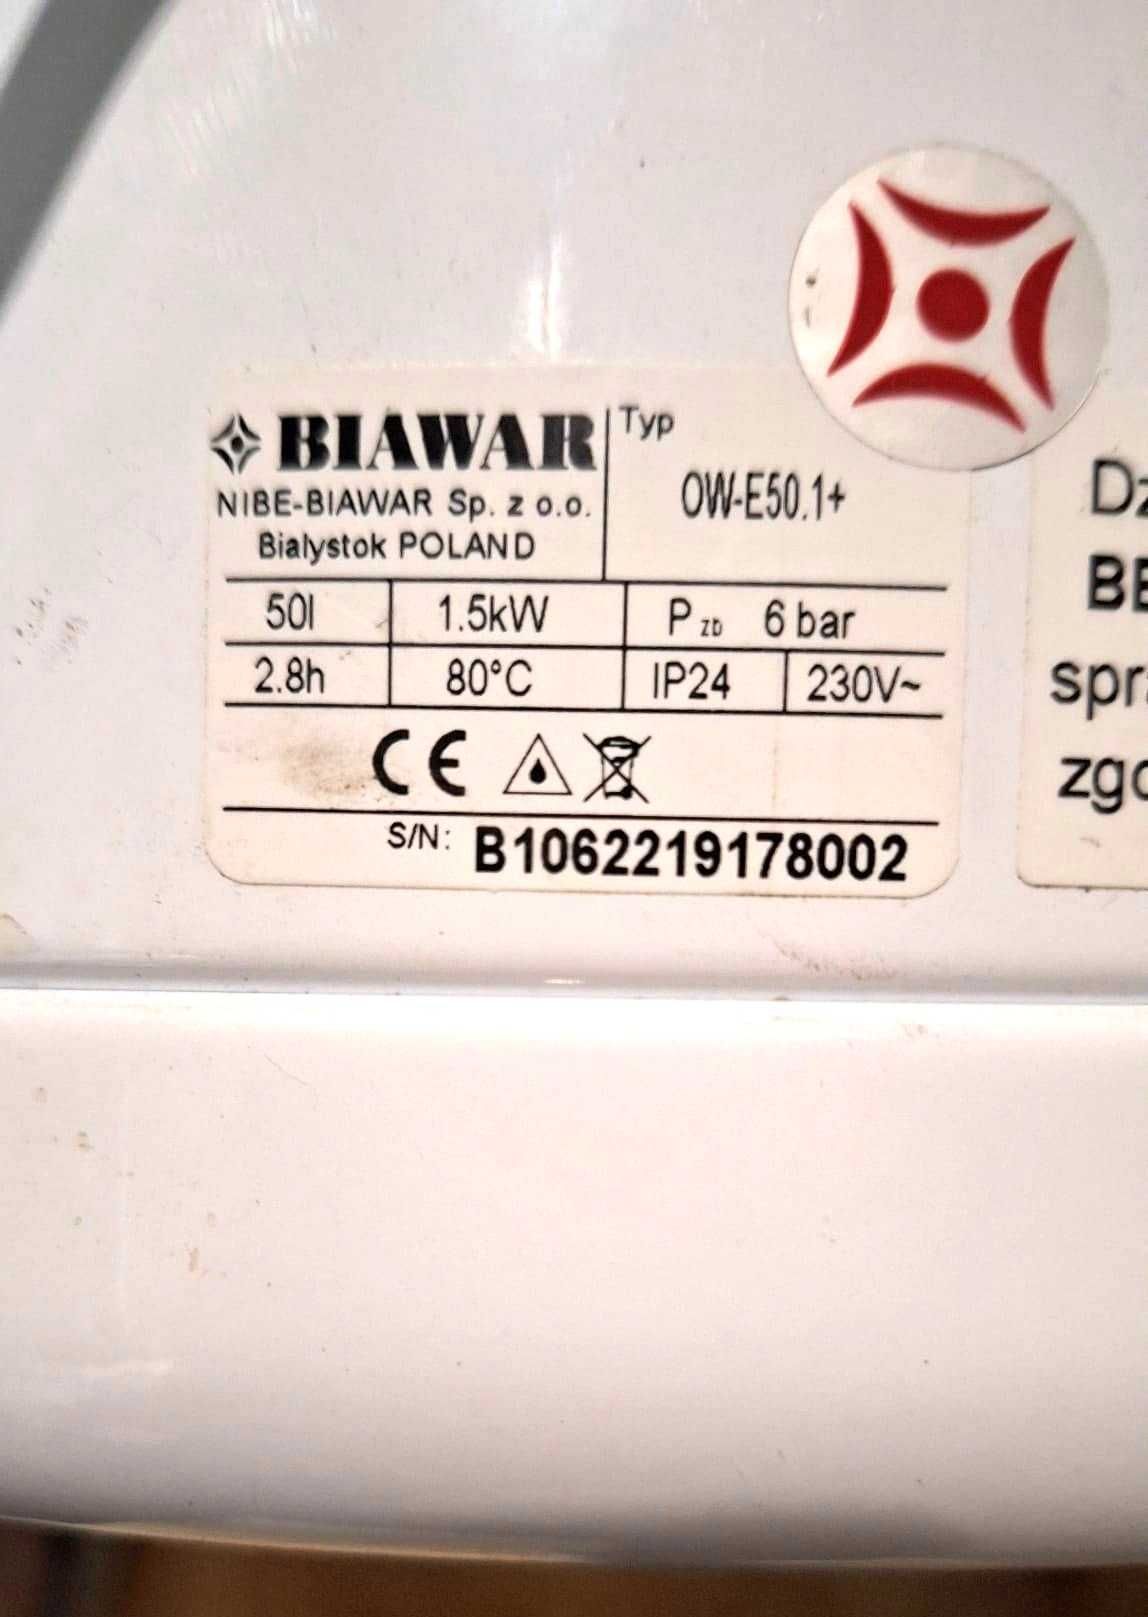 BIAWAR
NIBE-BIAWAR Sp. z o.o.
Bialystok POLAND
Typ
OW-E50.1+
50l 1.5kW Pzb 6 bar
2.8h 80°C IP24 230V~
CE
S/N: B1062219178002